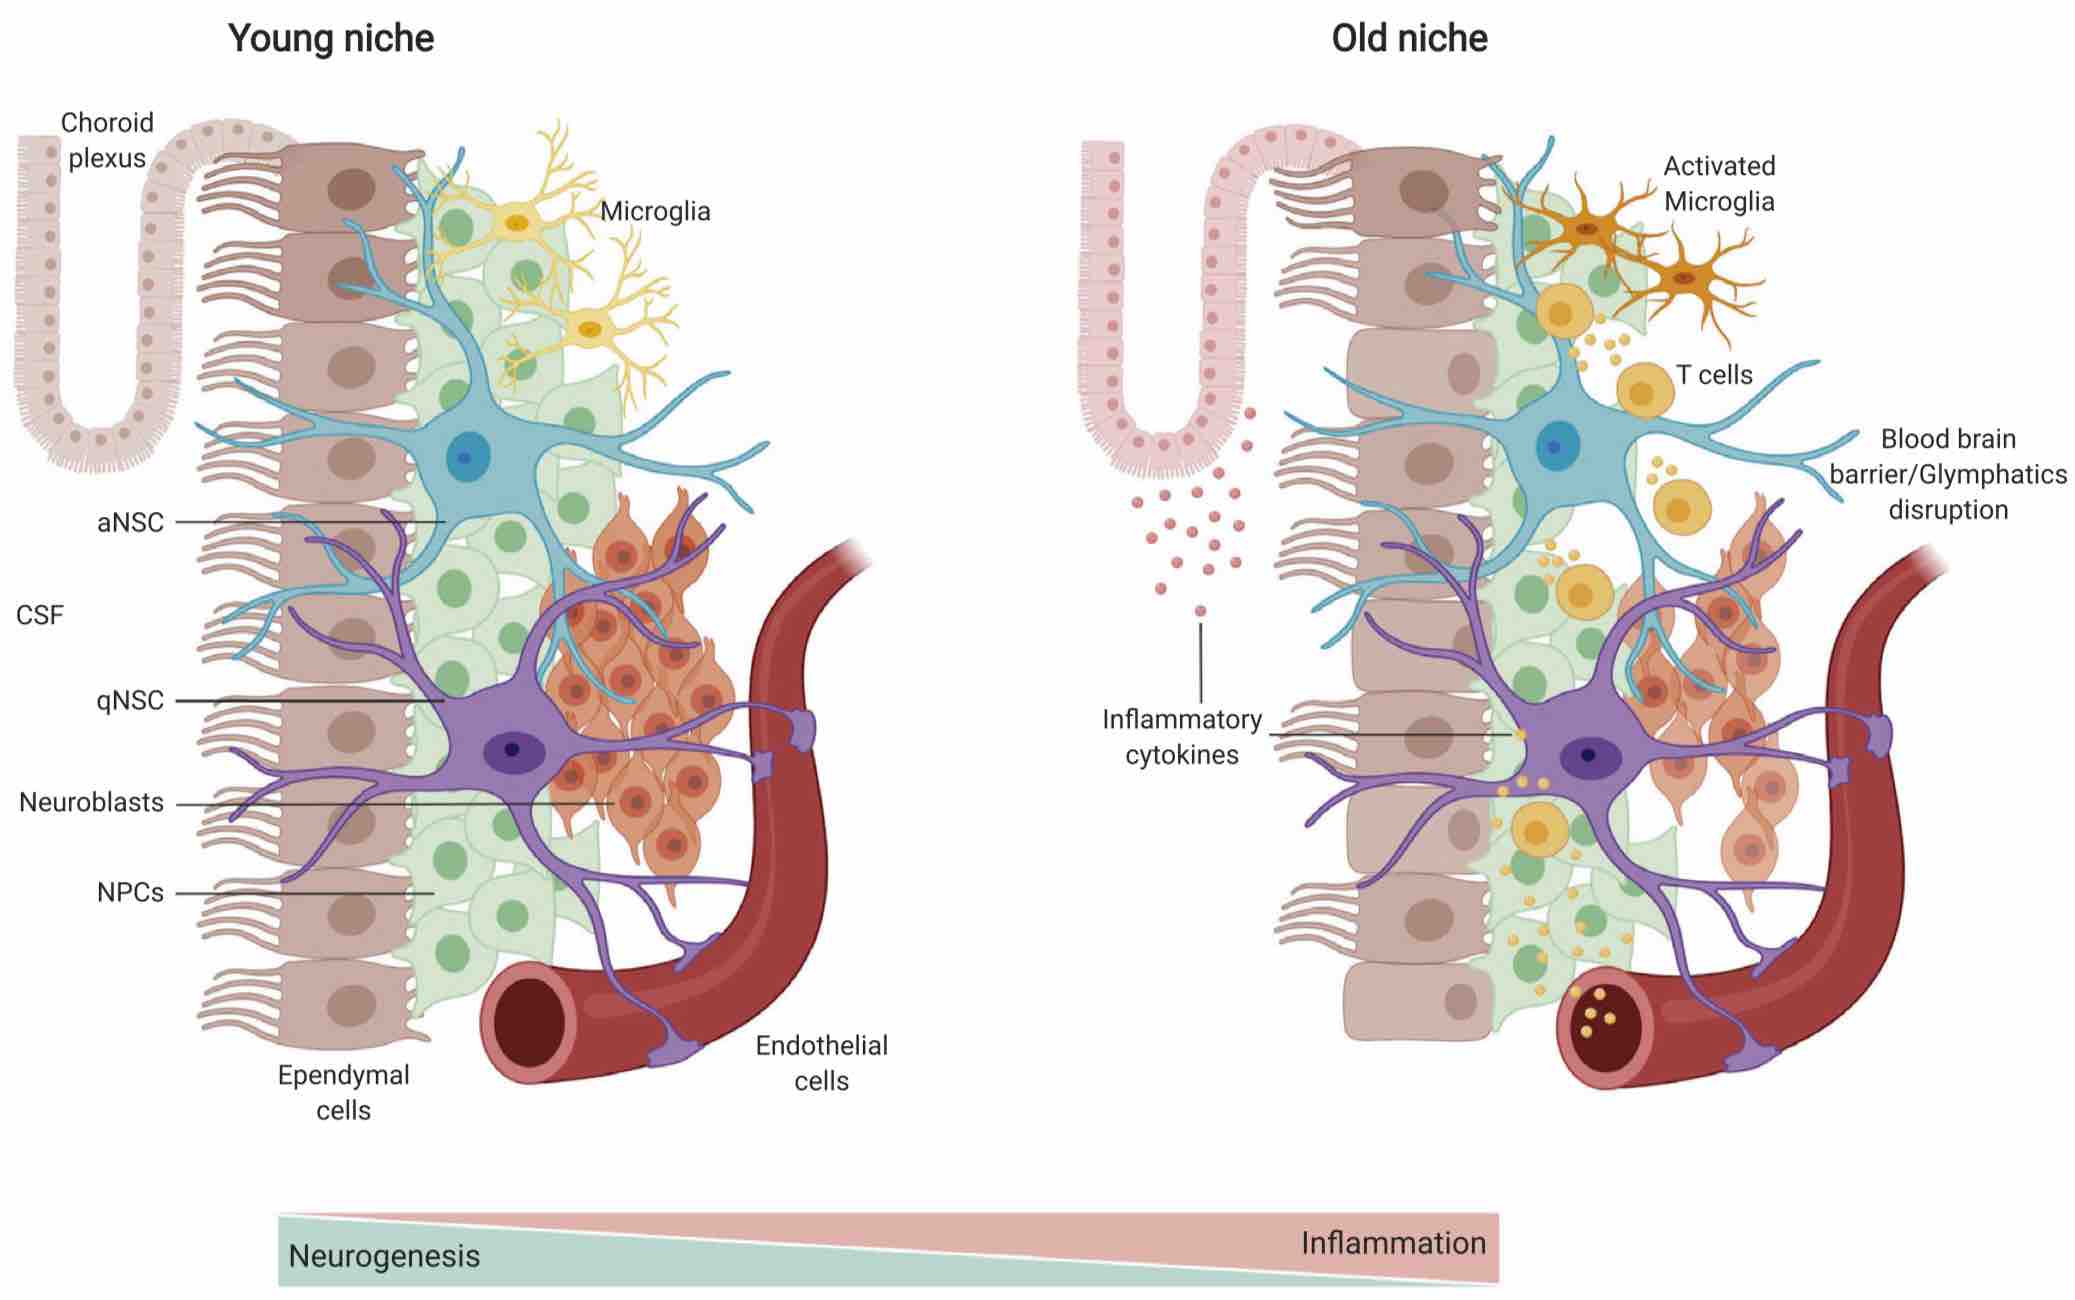 Young niche
Old niche
Choroid
plexus
Microglia
aNSC
CSF
qNSC
Neuroblasts
NPCs
Ependymal
cells
Endothelial
cells
Activated
Microglia
T cells
Blood brain
barrier/Glymphatics
disruption
Inflammatory
cytokines
Neurogenesis
Inflammation